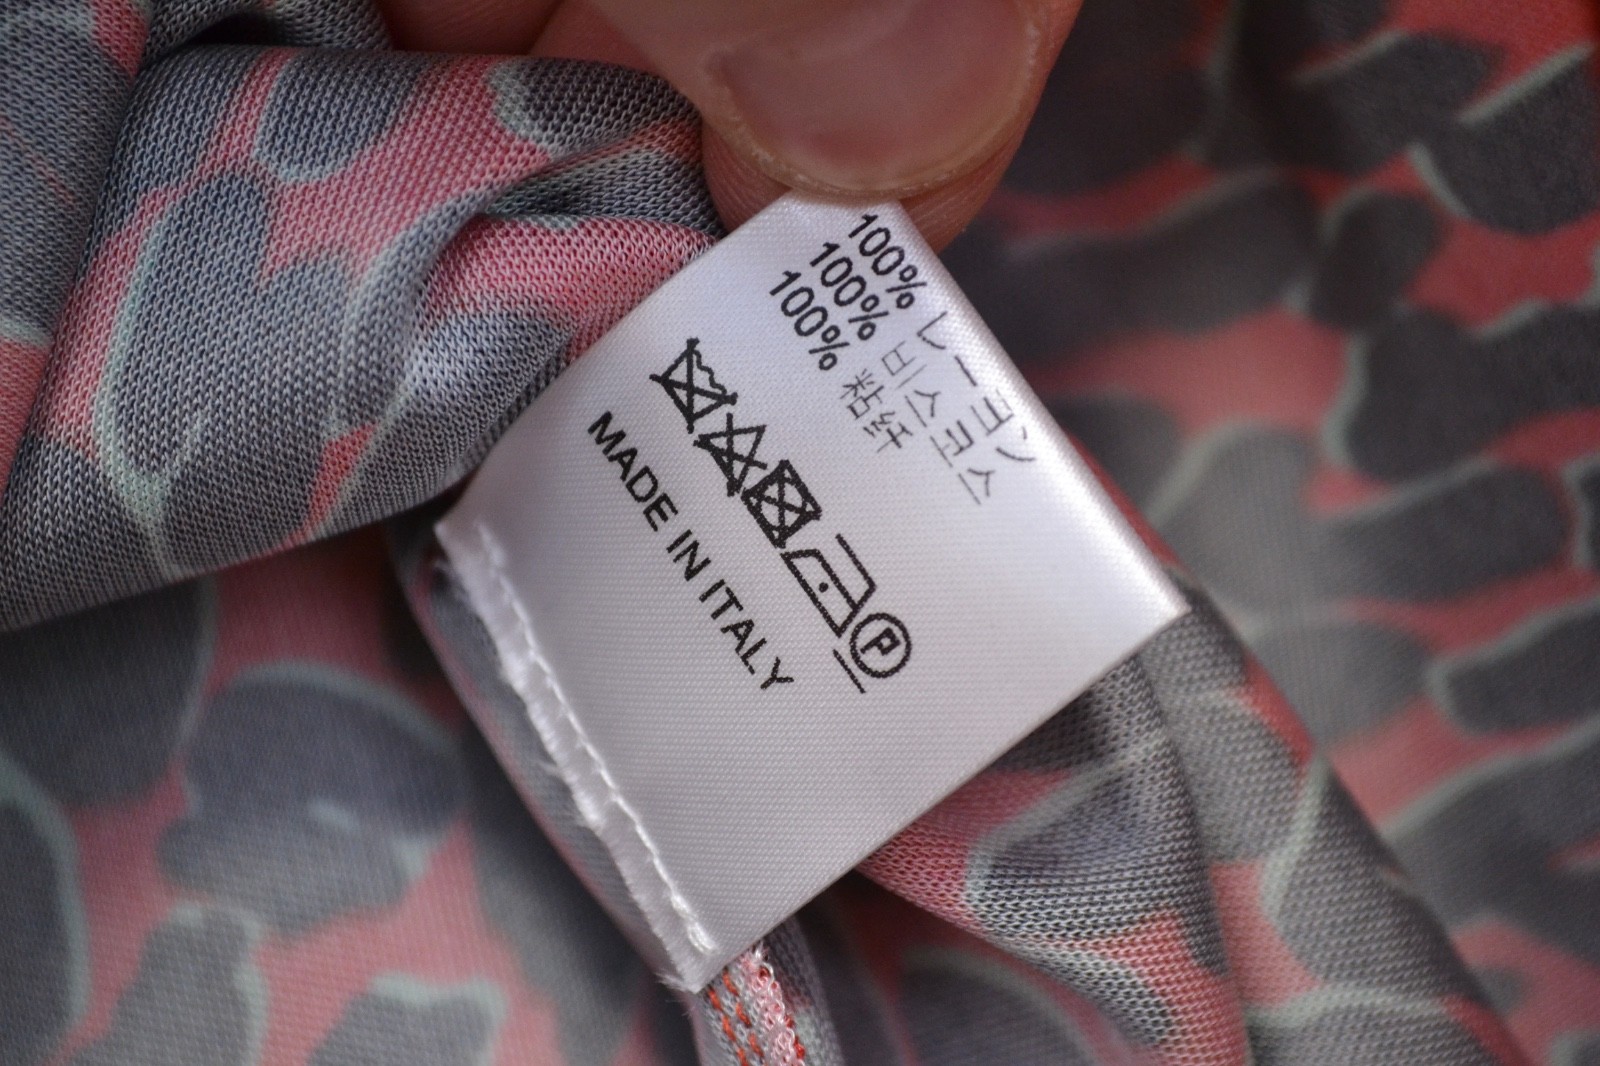 100% レーヨン
100% 비스코스
100% 粘纤
P
MADE IN ITALY